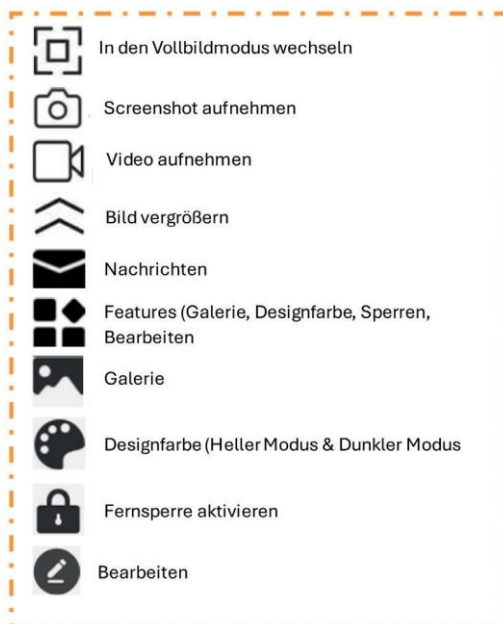 In den Vollbildmodus wechseln
Screenshot aufnehmen
Video aufnehmen
Bild vergrößern
Nachrichten
Features (Galerie, Designfarbe, Sperren,
Bearbeiten
Galerie
Designfarbe (Heller Modus & Dunkler Modus
Fernsperre aktivieren
Bearbeiten